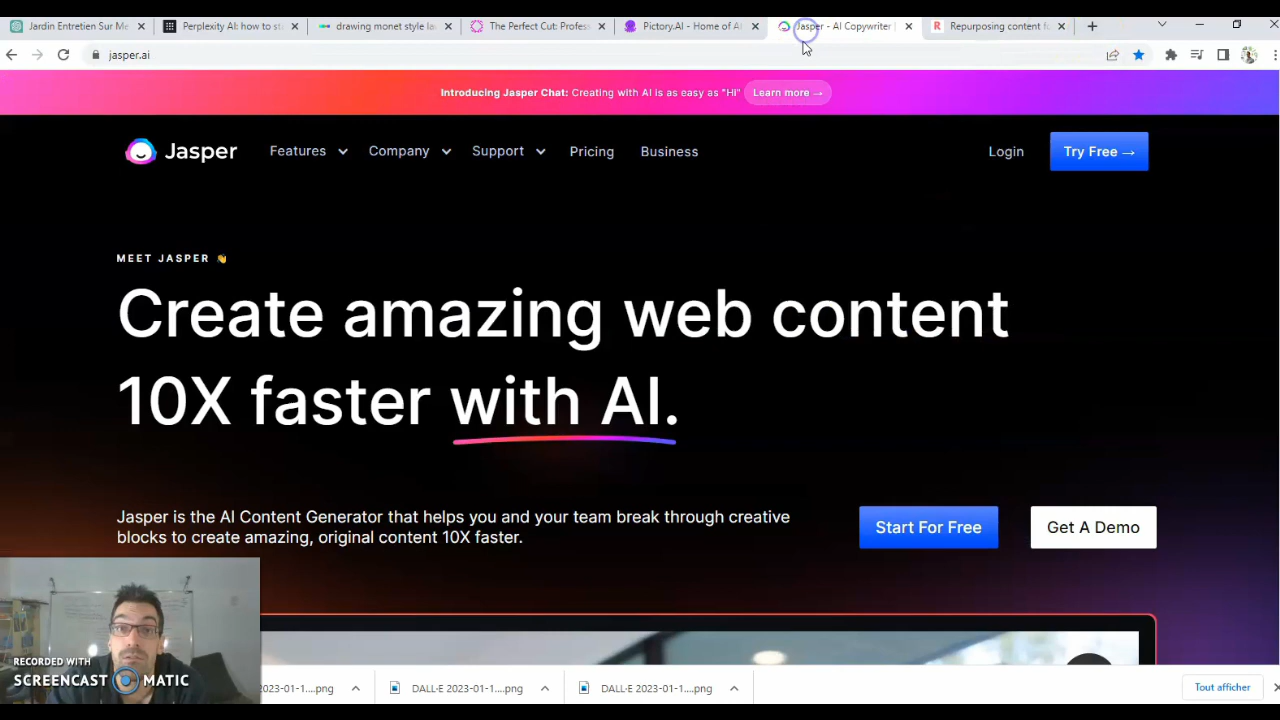 Jardin Entretien Sur Me
Perplexity AI: how to sta
drawing monet style la
The Perfect Cut: Profess
Pictory.AI - Home of A
Jasper - AI Copywriter |
Repurposing content fo
jasper.ai
Introducing Jasper Chat: Creating with AI is as easy as "Hi"
Learn more →
Jasper
Features
Company
Support
Pricing
Business
Login
Try Free →
MEET JASPER 👋
Create amazing web content
10X faster with AI.
Jasper is the AI Content Generator that helps you and your team break through creative
blocks to create amazing, original content 10X faster.
Start For Free
Get A Demo
RECORDED WITH
SCREENCAST MATIC
2023-01-1....png
DALL·E 2023-01-1....png
DALL·E 2023-01-1....png
Tout afficher